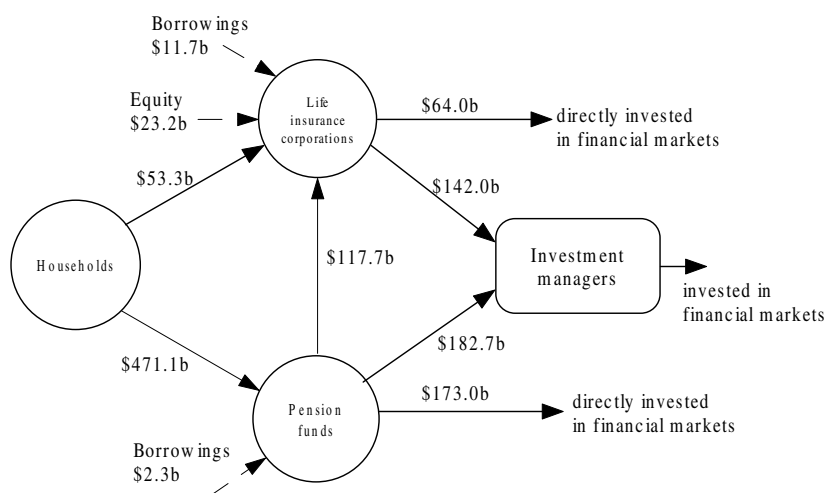 Borrowings
$11.7b
Equity
$23.2b
Life
insurance
corporations
$64.0b
directly invested
in financial markets
$53.3b
$142.0b
Households
$117.7b
Investment
managers
invested in
financial markets
$471.1b
$182.7b
Pension
funds
$173.0b
directly invested
in financial markets
Borrowings
$2.3b